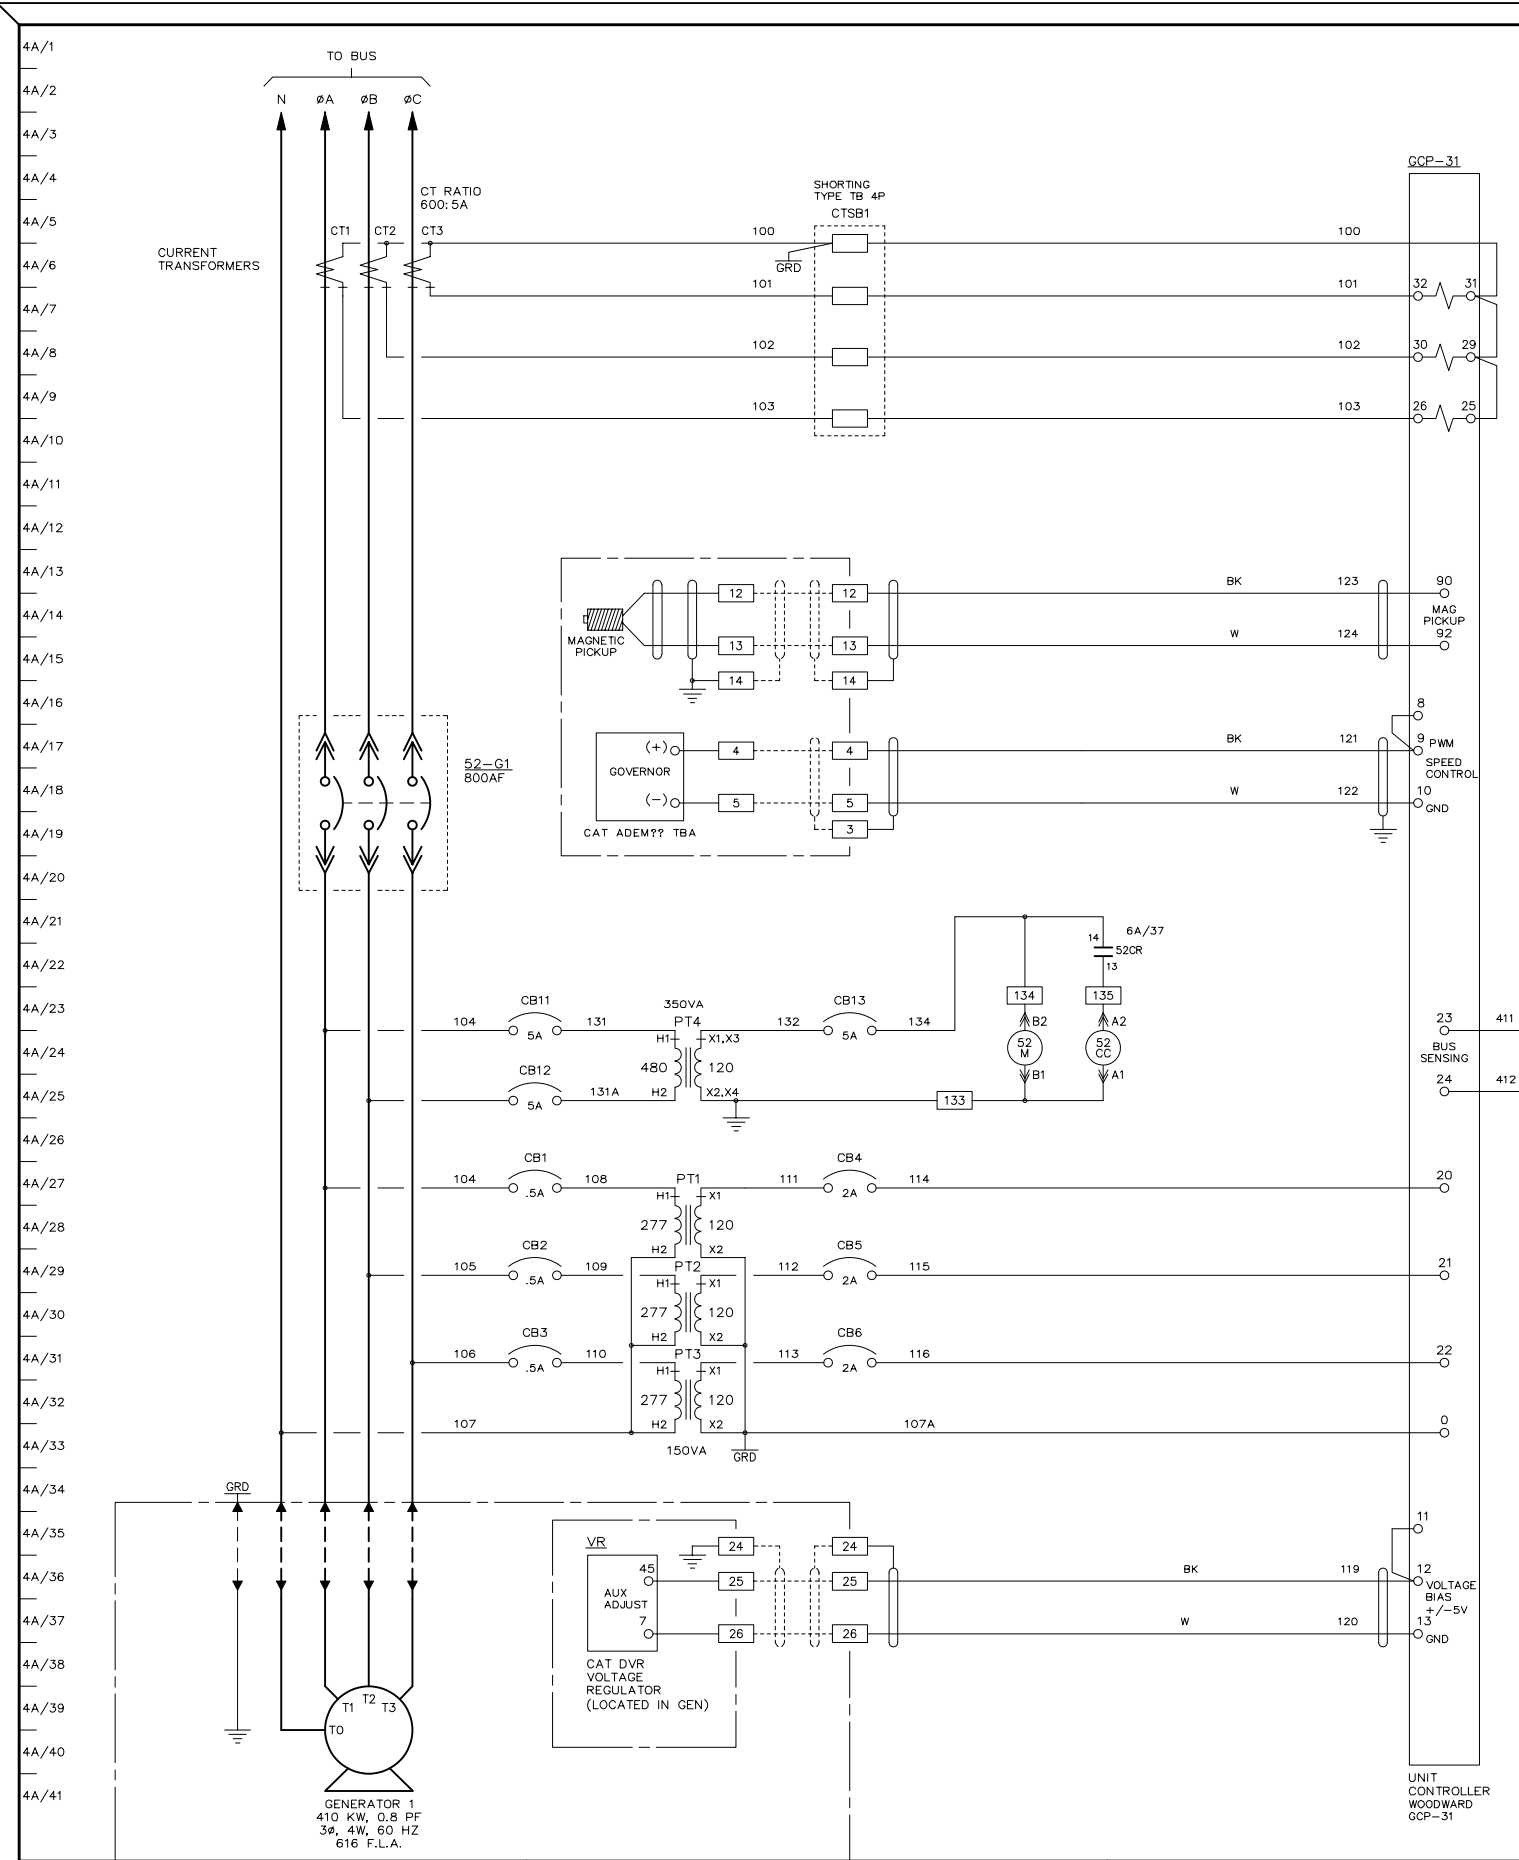 4A/1
TO BUS
4A/2
N ØA ØB ØC
4A/3
GCP-31
4A/4
CT RATIO
600:5A
SHORTING
TYPE TB 4P
CTSB1
4A/5
CT1 CT2 CT3 100 100
CURRENT
TRANSFORMERS
4A/6
GRD
101 101 32 31
4A/7
4A/8
102 102 30 29
4A/9
103 103 26 25
4A/10
4A/11
4A/12
4A/13
12 12 BK 123 90
4A/14
MAG
PICKUP
MAGNETIC
PICKUP
13 13 W 124 92
4A/15
14 14
4A/16
8
4A/17
(+) 4 4 BK 121 9 PWM
52-G1
800AF
GOVERNOR
SPEED
CONTROL
4A/18
(-) 5 5 W 122 10
GND
4A/19
CAT ADEM?? TBA 3
4A/20
4A/21
6A/37
14
52CR
4A/22
13
134 135
4A/23
CB11 350VA CB13
104 5A 131 PT4 132 5A 134 B2 A2 23 411
H1 X1,X3
4A/24
480 120
52
M
52
CC
BUS
SENSING
CB12 B1 A1
24 412
4A/25
5A 131A H2 X2,X4 133
4A/26
CB1 CB4
4A/27
104 .5A 108 PT1 111 2A 114 20
H1 X1
4A/28
277 120
H2 X2
CB2 CB5
4A/29
105 .5A 109 PT2 112 2A 115 21
H1 X1
4A/30
277 120
H2 X2
CB3 CB6
4A/31
106 .5A 110 PT3 113 2A 116 22
H1 X1
4A/32
277 120
H2 X2
107 107A 0
4A/33
150VA GRD
4A/34
GRD
11
4A/35
VR 24 24
4A/36
45 25 25 BK 119 12
AUX
ADJUST
VOLTAGE
BIAS
+/-5V
4A/37
7 26 26 W 120 13
GND
4A/38
CAT DVR
VOLTAGE
REGULATOR
(LOCATED IN GEN)
4A/39
T1 T2 T3
T0
4A/40
4A/41
GENERATOR 1
410 KW, 0.8 PF
3Ø, 4W, 60 HZ
616 F.L.A.
UNIT
CONTROLLER
WOODWARD
GCP-31